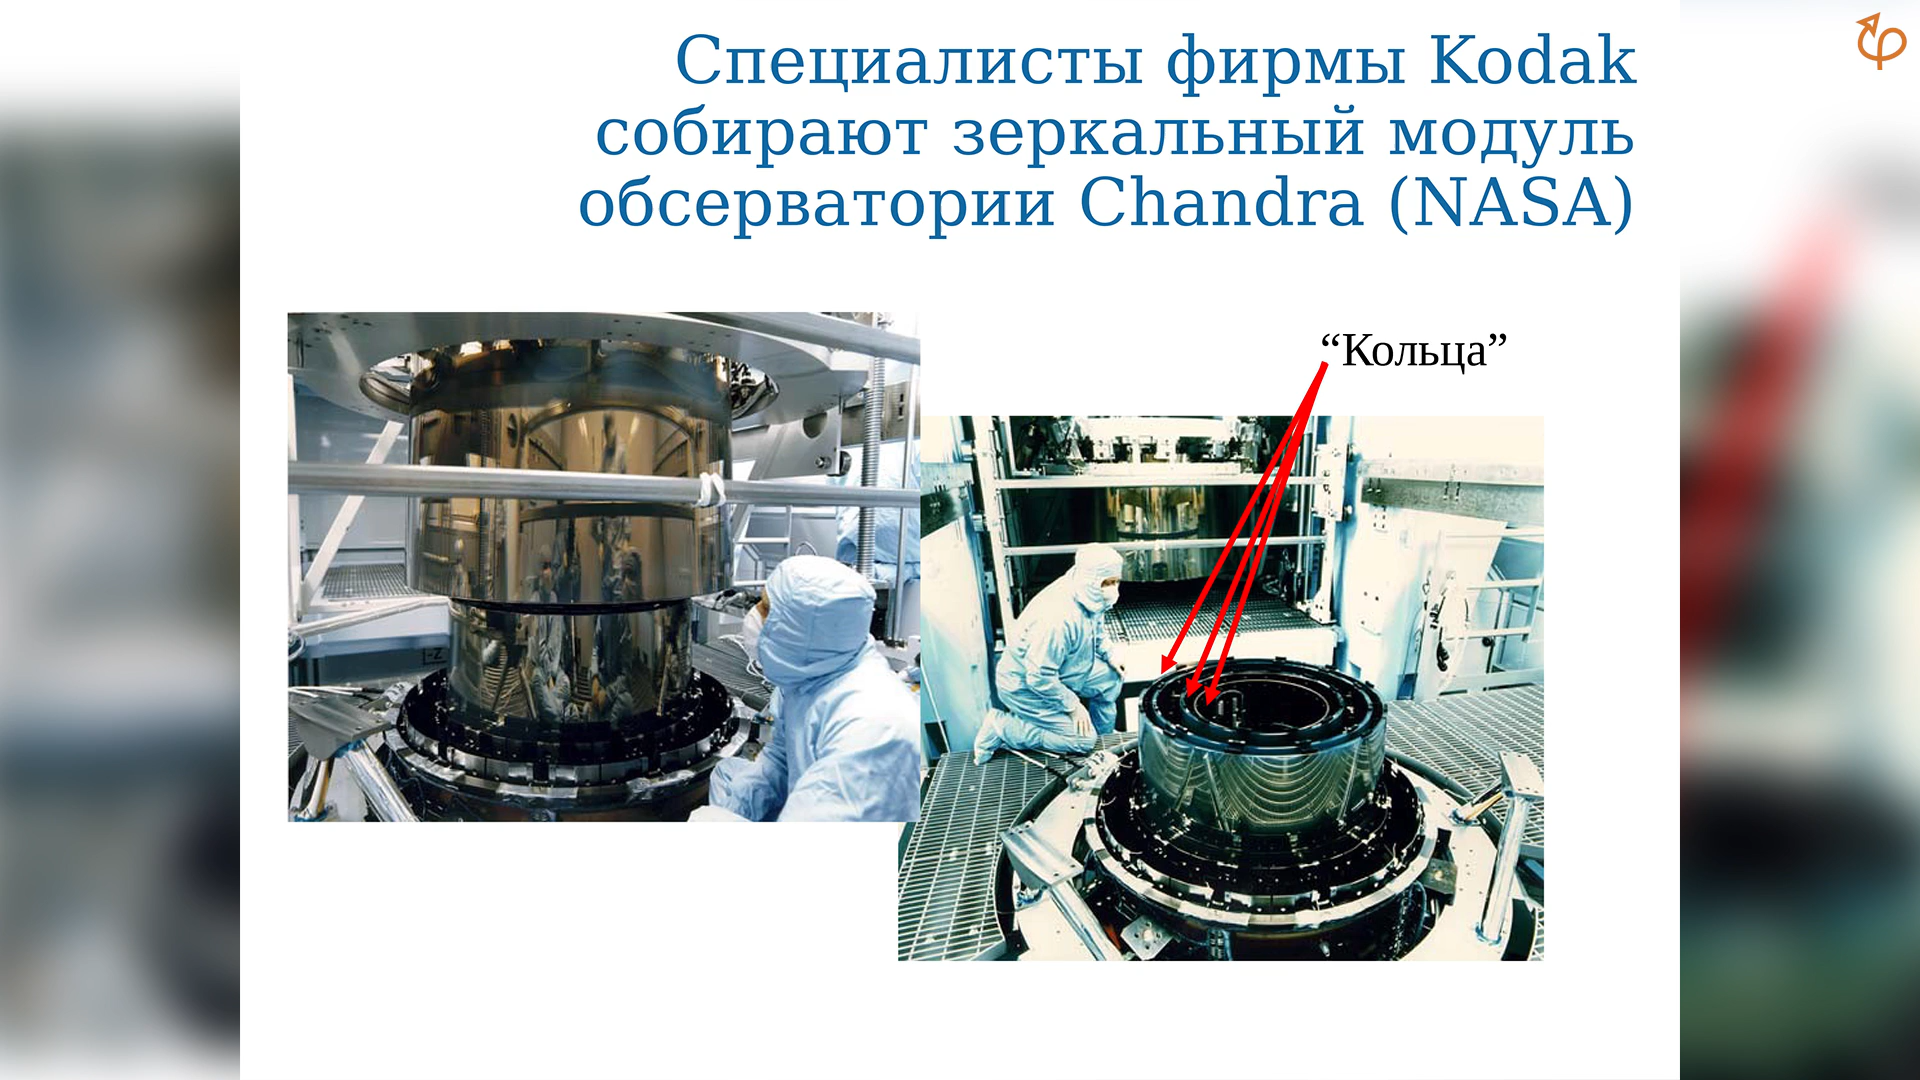 Специалисты фирмы Kodak
собирают зеркальный модуль
обсерватории Chandra (NASA)
“Кольца”
-Z